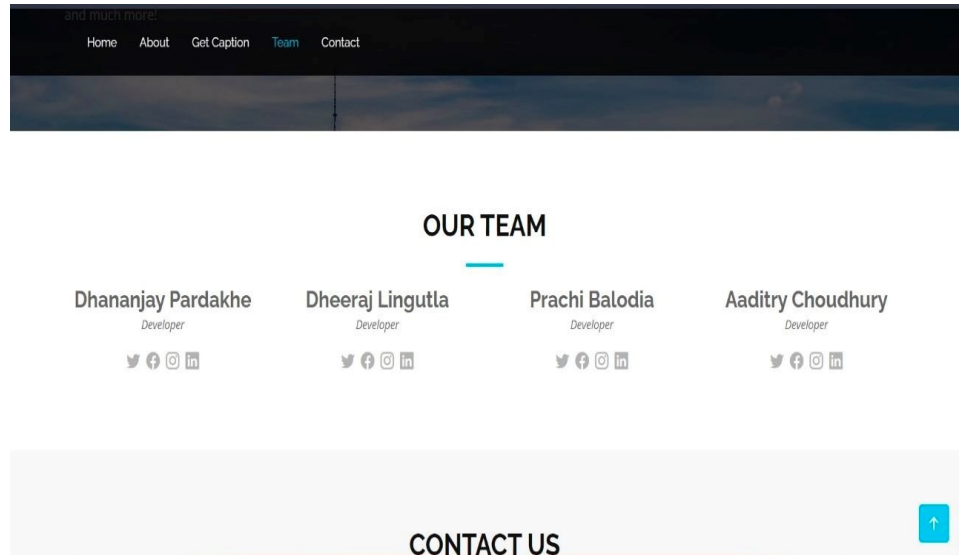 and much more!
Home About Get Caption Team Contact
OUR TEAM
Dhananjay Pardakhe Dheeraj Lingutla Prachi Balodia Aaditry Choudhury
Developer Developer Developer Developer
CONTACT US